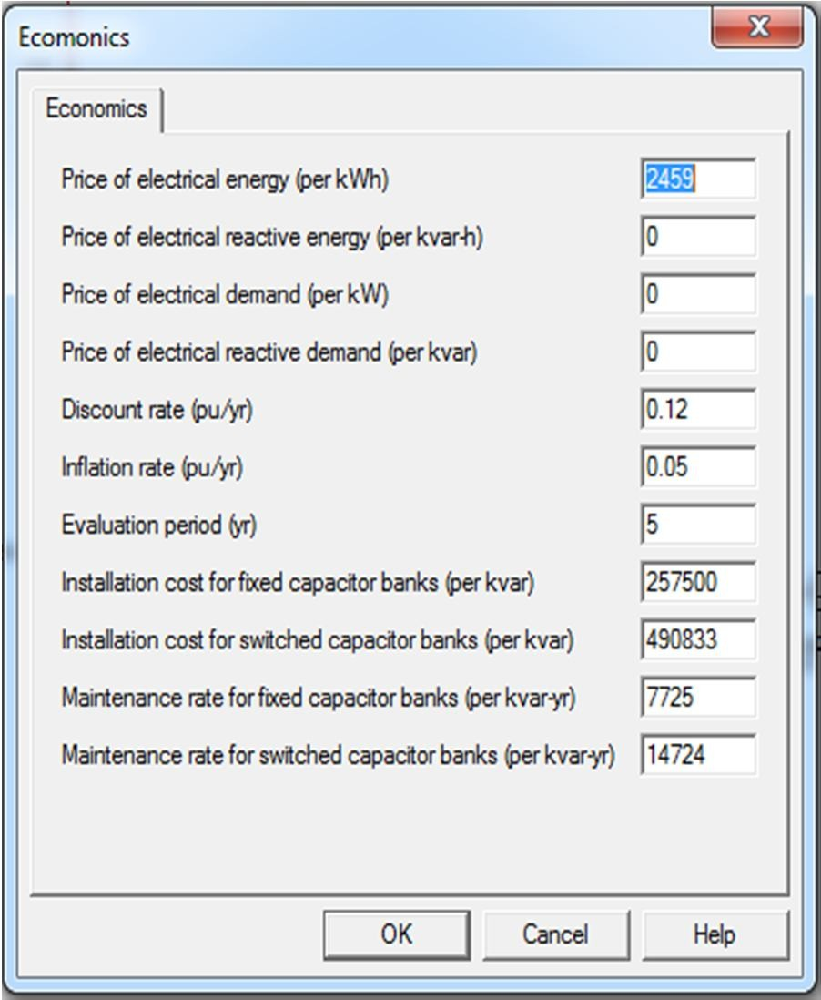 Ecomonics
Economics
Price of electrical energy (per kWh) 2459
Price of electrical reactive energy (per kvar-h) 0
Price of electrical demand (per kW) 0
Price of electrical reactive demand (per kvar) 0
Discount rate (pu/yr) 0.12
Inflation rate (pu/yr) 0.05
Evaluation period (yr) 5
Installation cost for fixed capacitor banks (per kvar) 257500
Installation cost for switched capacitor banks (per kvar) 490833
Maintenance rate for fixed capacitor banks (per kvar-yr) 7725
Maintenance rate for switched capacitor banks (per kvar-yr) 14724
OK Cancel Help